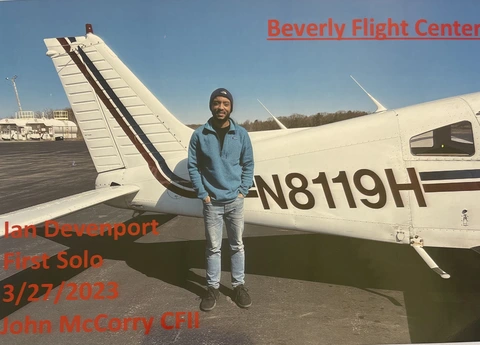 Beverly Flight Center
N8119H
Ian Devenport
First Solo
3/27/2023
John McCorry CFII